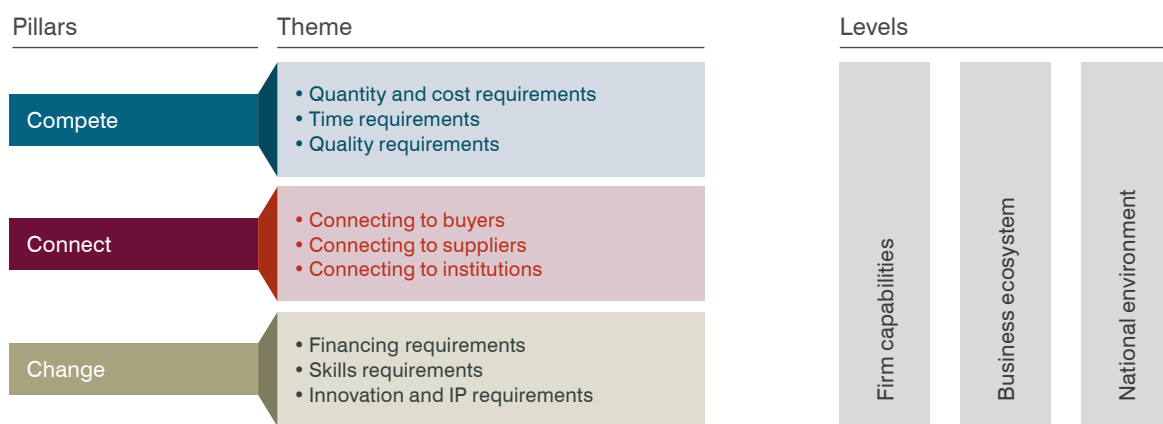 Pillars
Theme
Levels
Compete
• Quantity and cost requirements
• Time requirements
• Quality requirements
Connect
• Connecting to buyers
• Connecting to suppliers
• Connecting to institutions
Change
• Financing requirements
• Skills requirements
• Innovation and IP requirements
Firm capabilities
Business ecosystem
National environment